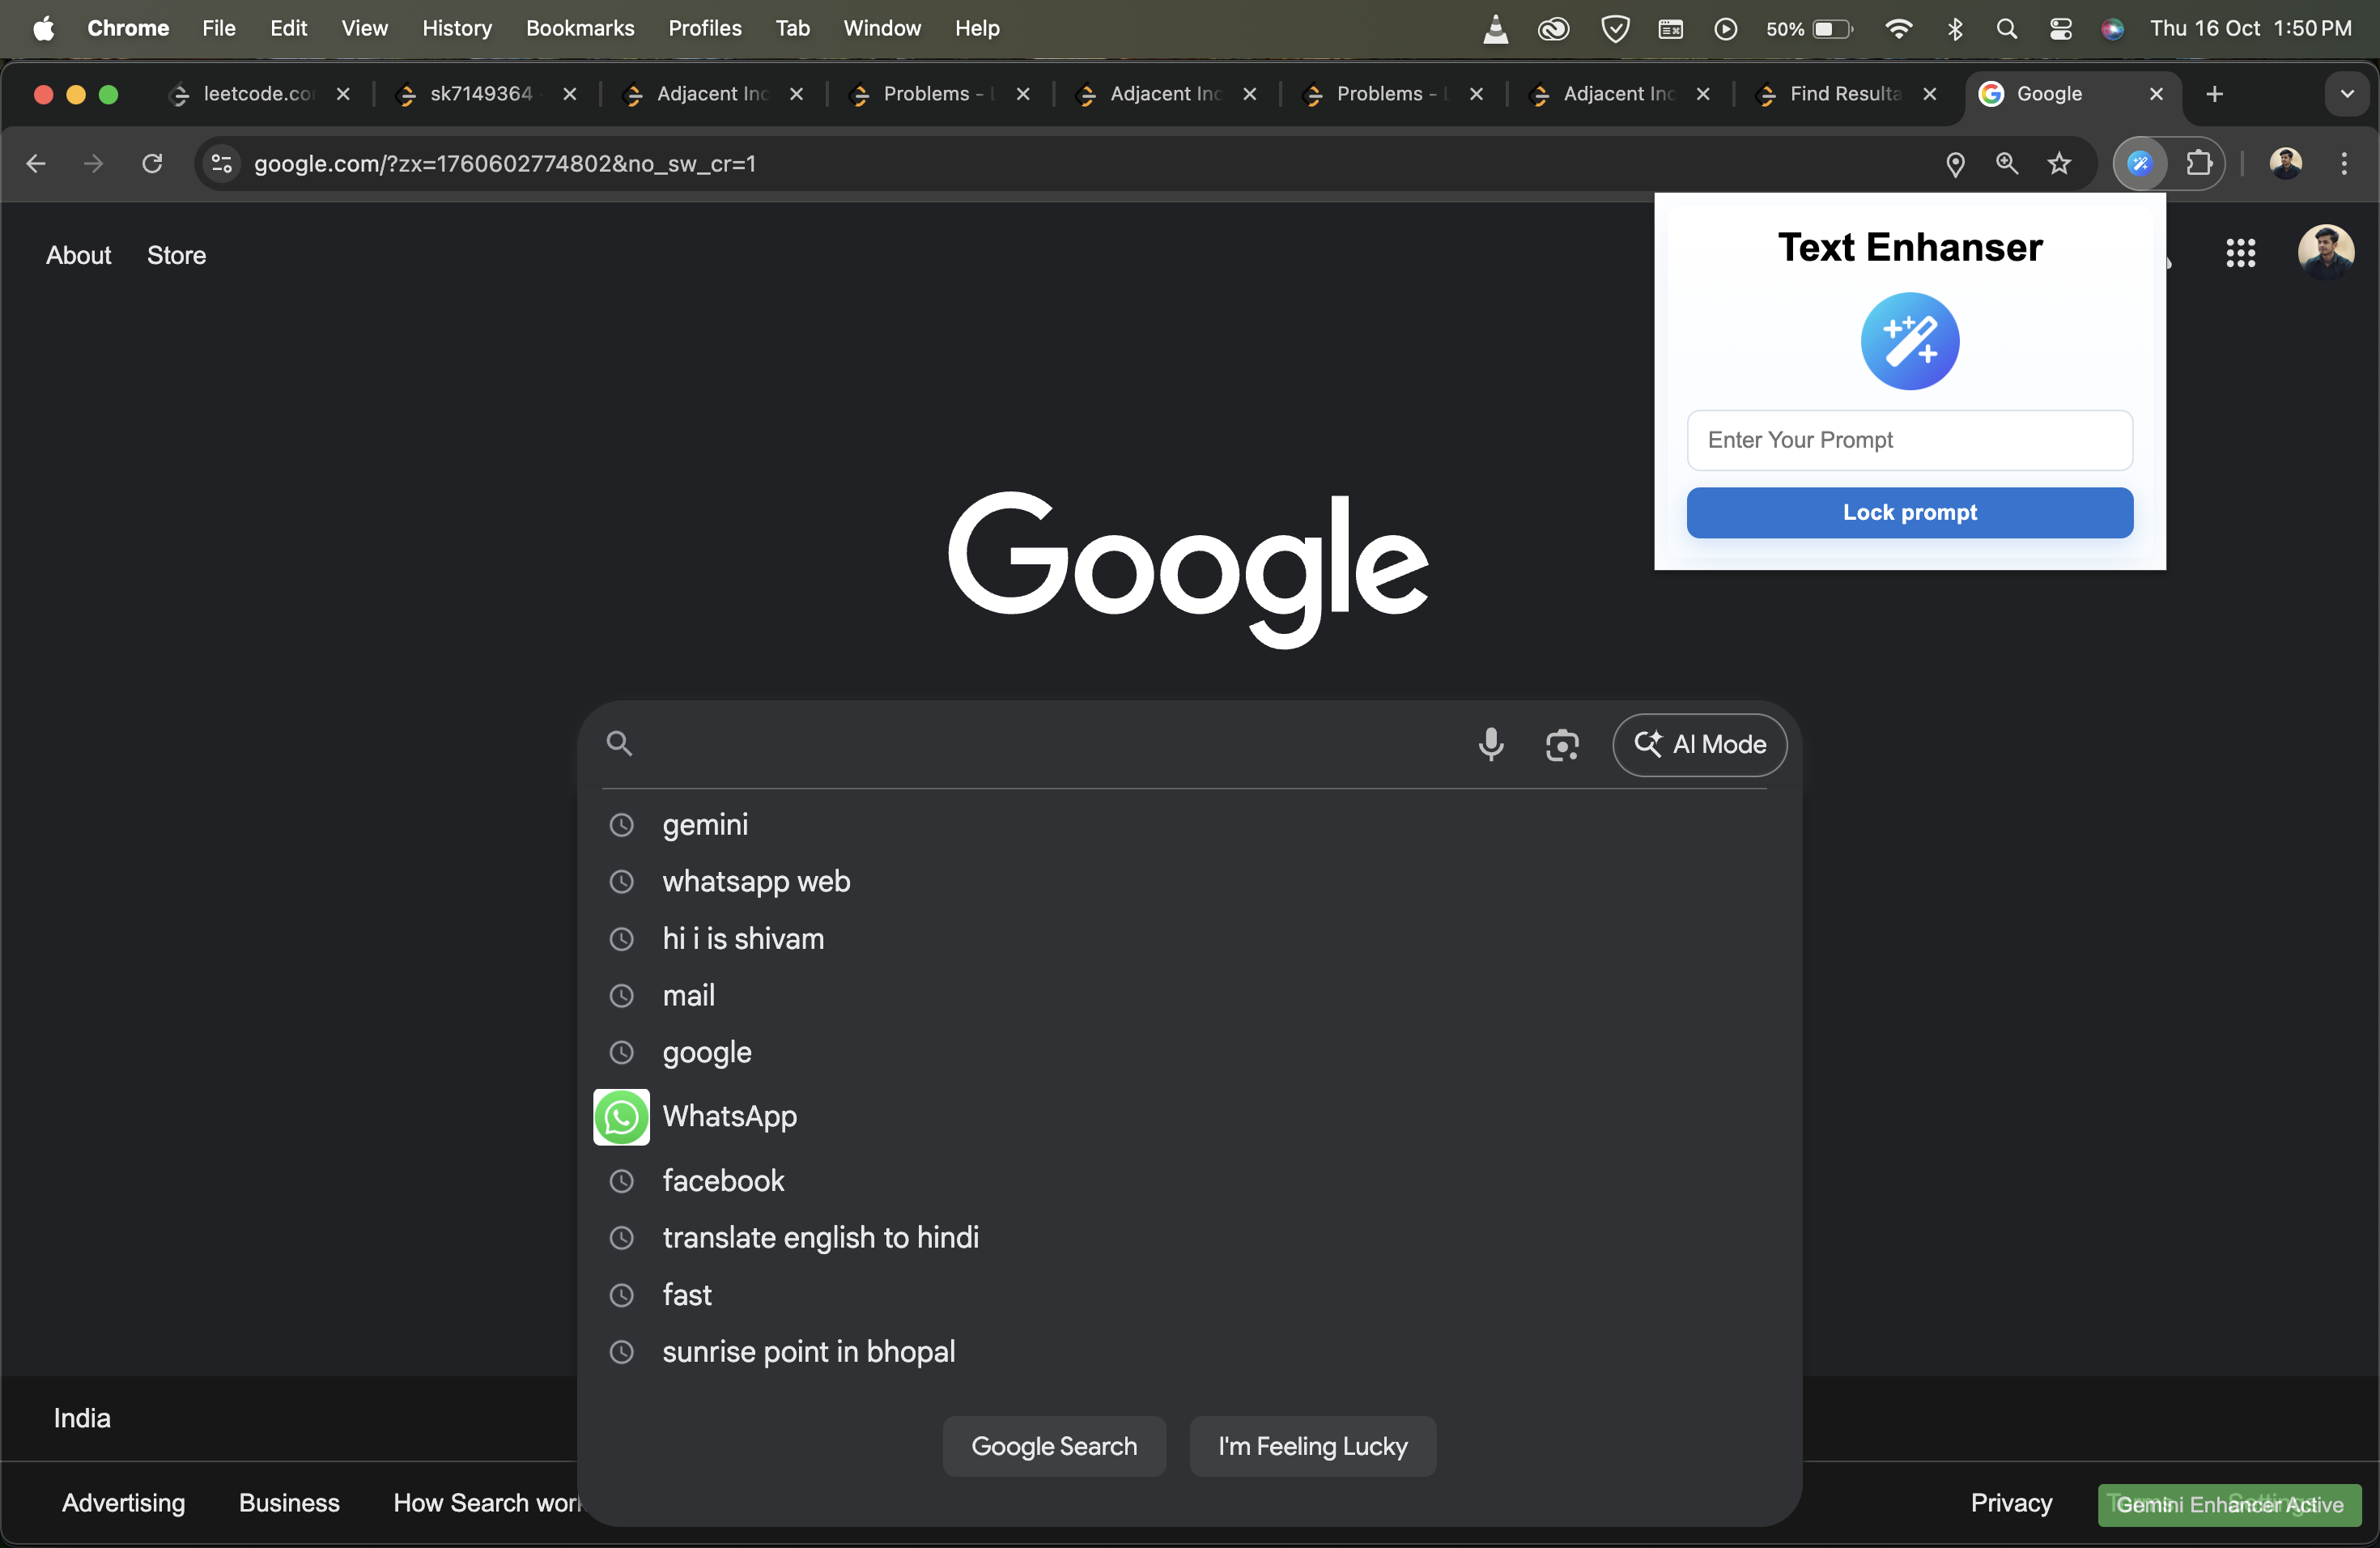 Chrome File Edit View History Bookmarks Profiles Tab Window Help 50% Thu 16 Oct 1:50 PM
leetcode.co sk7149364 Adjacent Inc Problems - L Adjacent Inc Problems - L Adjacent Inc Find Resulta Google
google.com/?zx=1760602774802&no_sw_cr=1
About Store
Text Enhanser
Enter Your Prompt
Lock prompt
Google
AI Mode
gemini
whatsapp web
hi i is shivam
mail
google
WhatsApp
facebook
translate english to hindi
fast
sunrise point in bhopal
India
Google Search I'm Feeling Lucky
Advertising Business How Search work Privacy Terms Settings
Gemini Enhancer Active